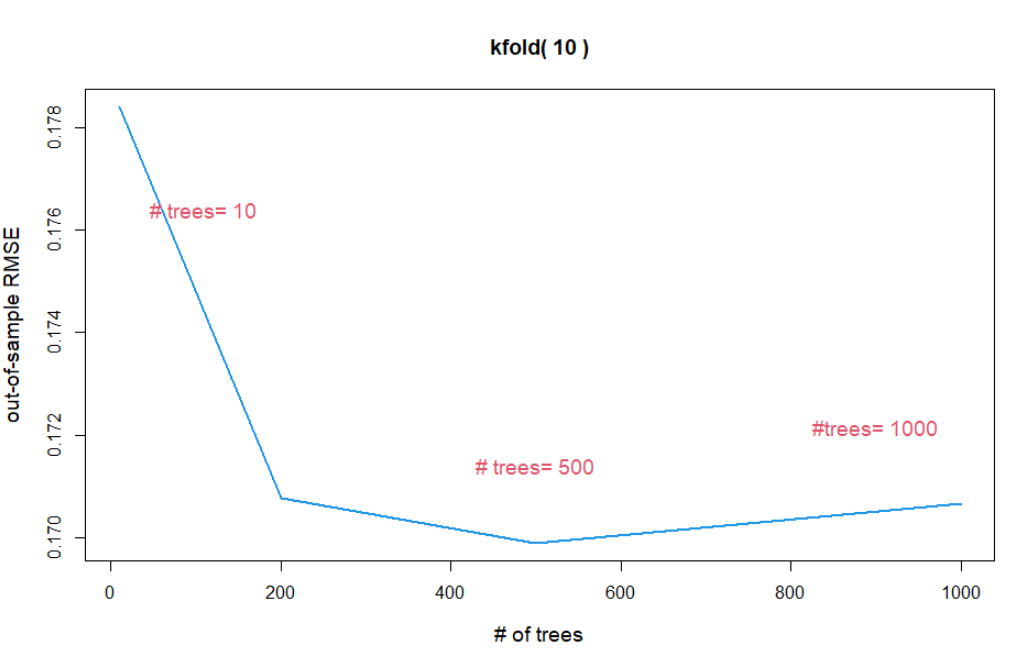 kfold( 10 )
out-of-sample RMSE
0.178
0.176
0.174
0.172
0.170
# trees= 10
# trees= 500
#trees= 1000
0
200
400
600
800
1000
# of trees